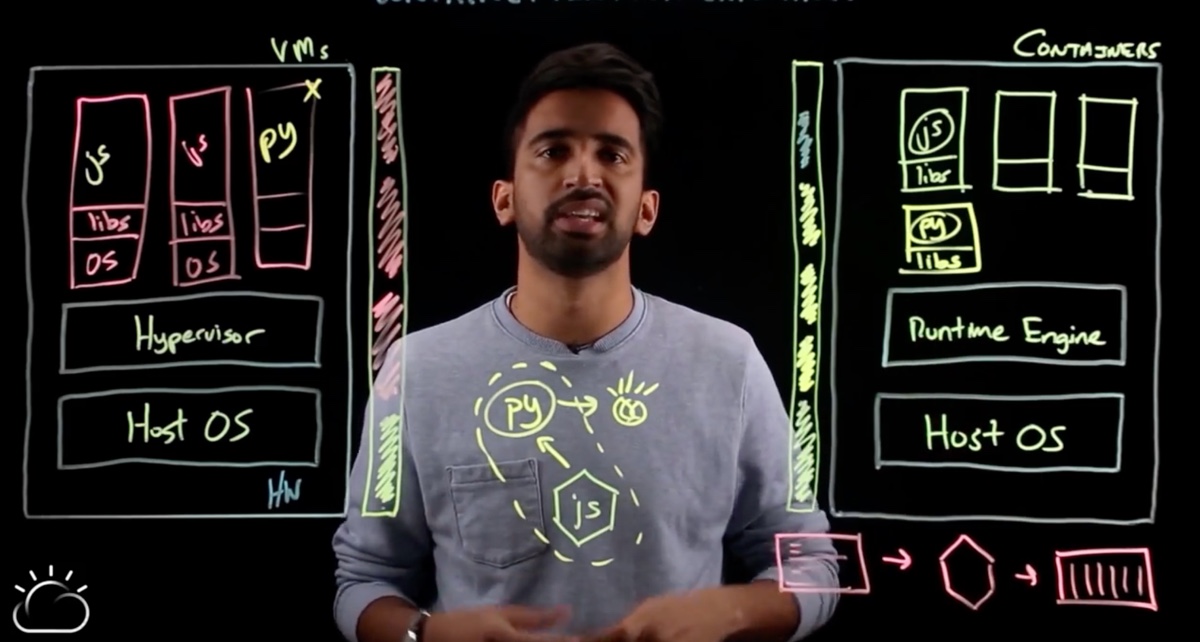 VMs
js
libs
OS
js
libs
OS
py
x
Hypervisor
Host OS
HW
py
js
CONTAINERS
js
libs
py
libs
Runtime Engine
Host OS